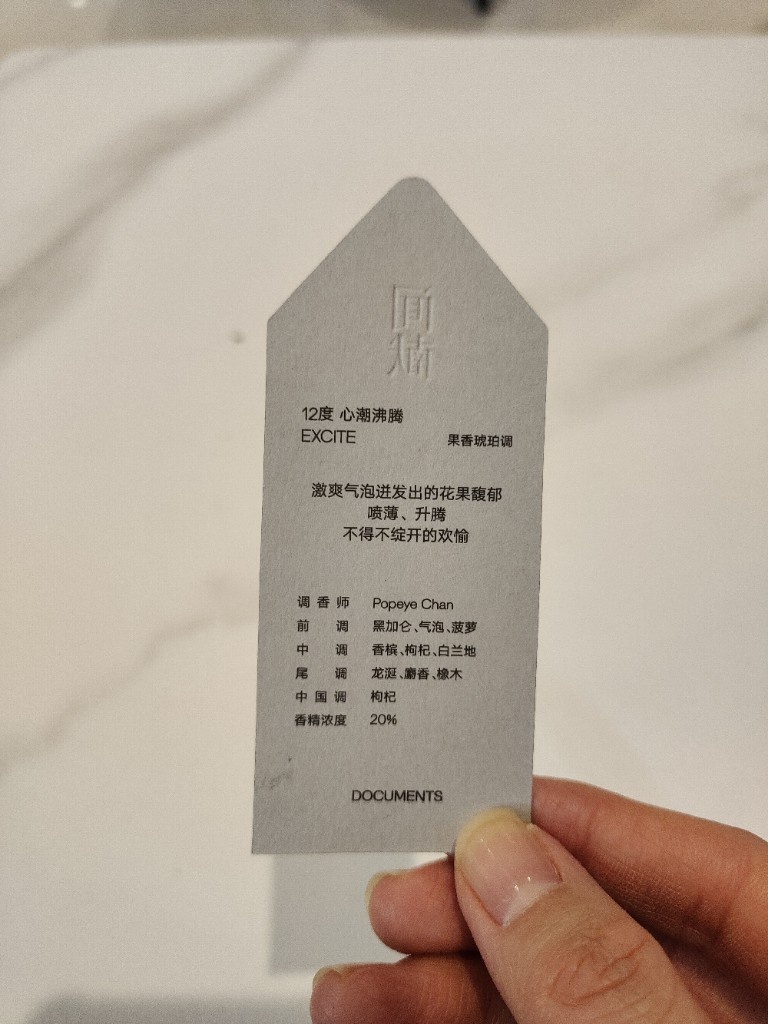 闻
献
12度 心潮沸腾
EXCITE
果香琥珀调
激爽气泡迸发出的花果馥郁
喷薄、升腾
不得不绽开的欢愉
调香师 Popeye Chan
前调 黑加仑、气泡、菠萝
中调 香槟、枸杞、白兰地
尾调 龙涎、麝香、橡木
中国调 枸杞
香精浓度 20%
DOCUMENTS